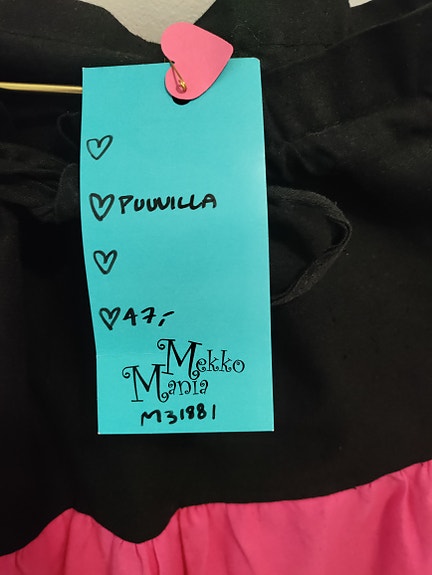 PUUVILLA
47,-
Mekko
Mania
M31881